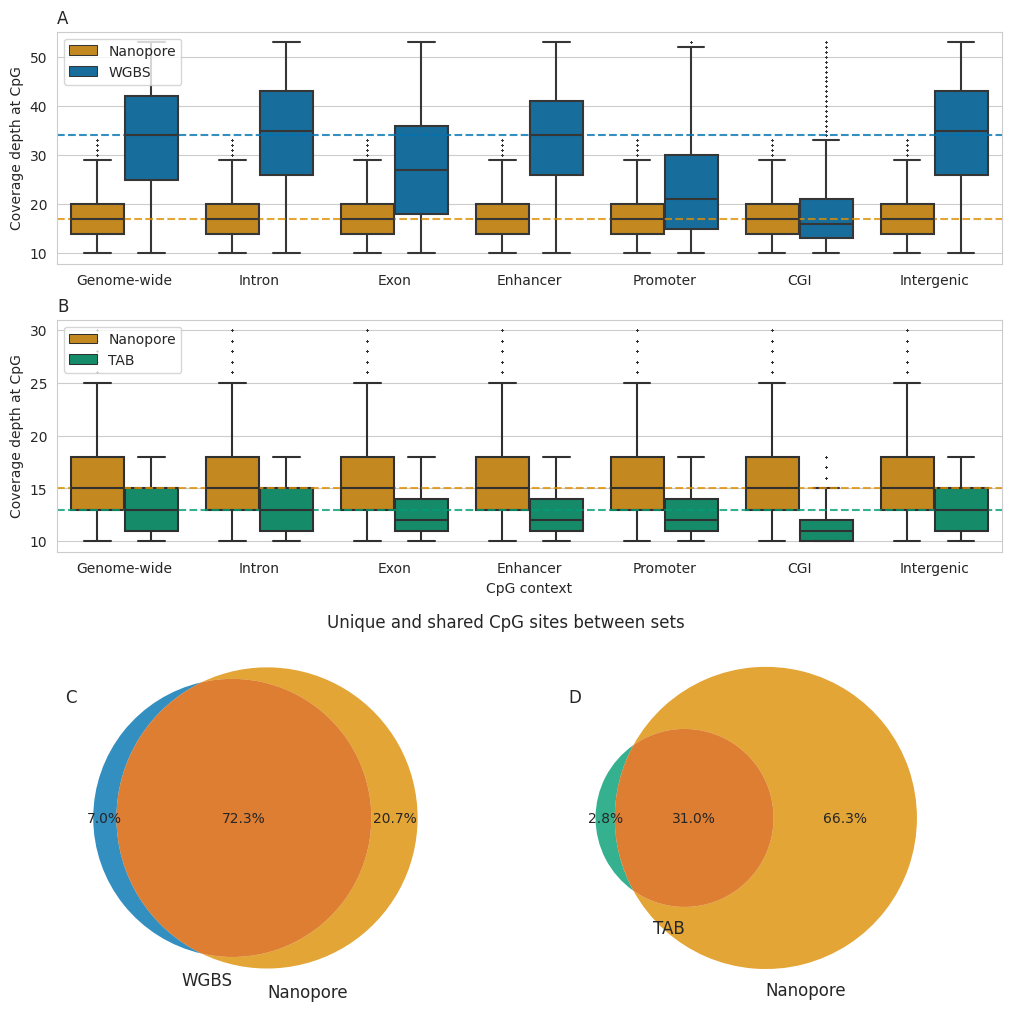 A
Coverage depth at CpG
50
40
30
20
10
Nanopore
WGBS
Genome-wide
Intron
Exon
Enhancer
Promoter
CGI
Intergenic
B
Coverage depth at CpG
30
25
20
15
10
Nanopore
TAB
Genome-wide
Intron
Exon
Enhancer
Promoter
CGI
Intergenic
CpG context
Unique and shared CpG sites between sets
C
7.0%
72.3%
20.7%
WGBS
Nanopore
D
2.8%
31.0%
66.3%
TAB
Nanopore